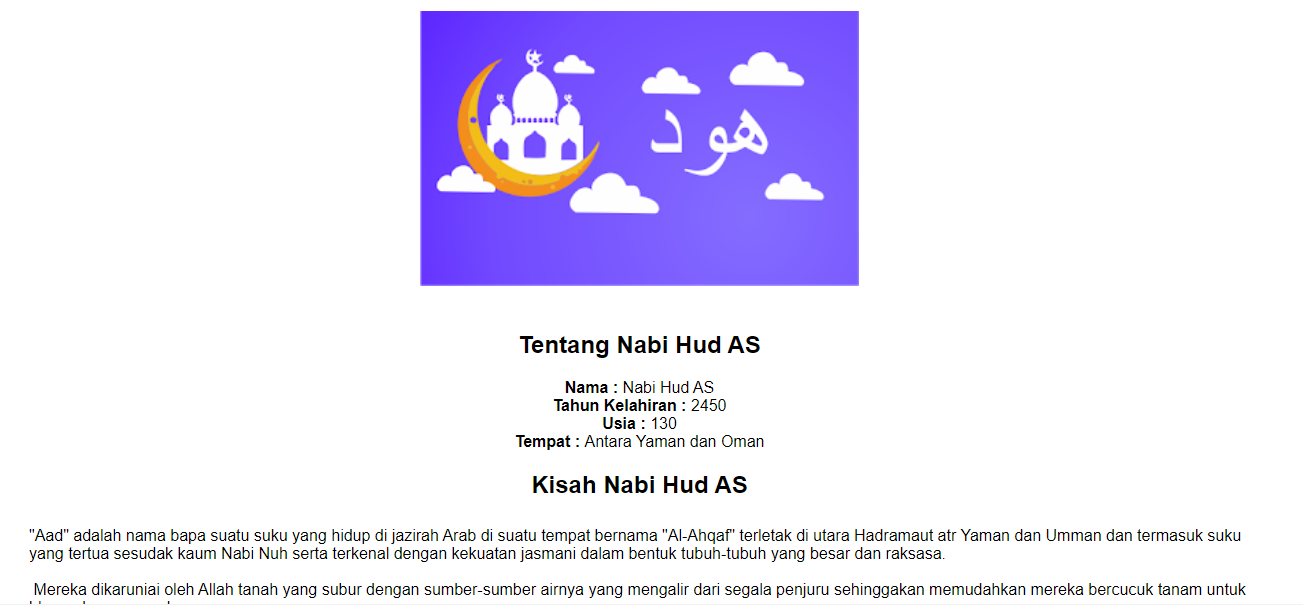 هود
Tentang Nabi Hud AS
Nama : Nabi Hud AS
Tahun Kelahiran : 2450
Usia : 130
Tempat : Antara Yaman dan Oman
Kisah Nabi Hud AS
"Aad" adalah nama bapa suatu suku yang hidup di jazirah Arab di suatu tempat bernama "Al-Ahqaf" terletak di utara Hadramaut atr Yaman dan Umman dan termasuk suku
yang tertua sesudak kaum Nabi Nuh serta terkenal dengan kekuatan jasmani dalam bentuk tubuh-tubuh yang besar dan raksasa.
Mereka dikaruniai oleh Allah tanah yang subur dengan sumber-sumber airnya yang mengalir dari segala penjuru sehinggakan memudahkan mereka bercucuk tanam untuk